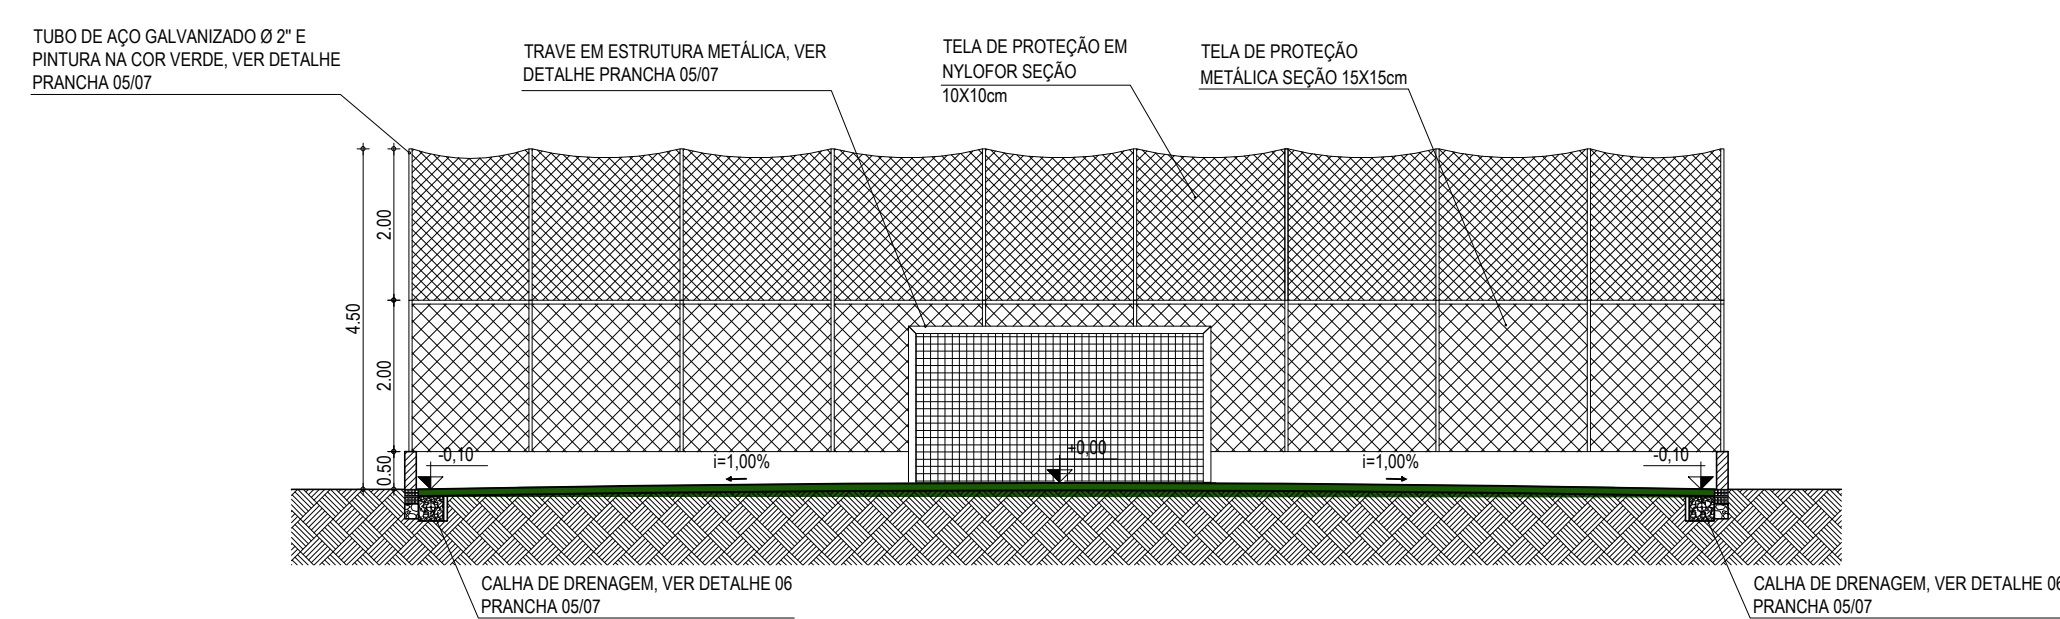 TUBO DE AÇO GALVANIZADO Ø 2" E
PINTURA NA COR VERDE, VER DETALHE
PRANCHA 05/07
TRAVE EM ESTRUTURA METÁLICA, VER
DETALHE PRANCHA 05/07
TELA DE PROTEÇÃO EM
NYLOFOR SEÇÃO
10X10cm
TELA DE PROTEÇÃO
METÁLICA SEÇÃO 15X15cm
4.50
2.00
2.00
0.50
-0,10
i=1,00%
+0,00
i=1,00%
-0,10
CALHA DE DRENAGEM, VER DETALHE 06
PRANCHA 05/07
CALHA DE DRENAGEM, VER DETALHE 06
PRANCHA 05/07